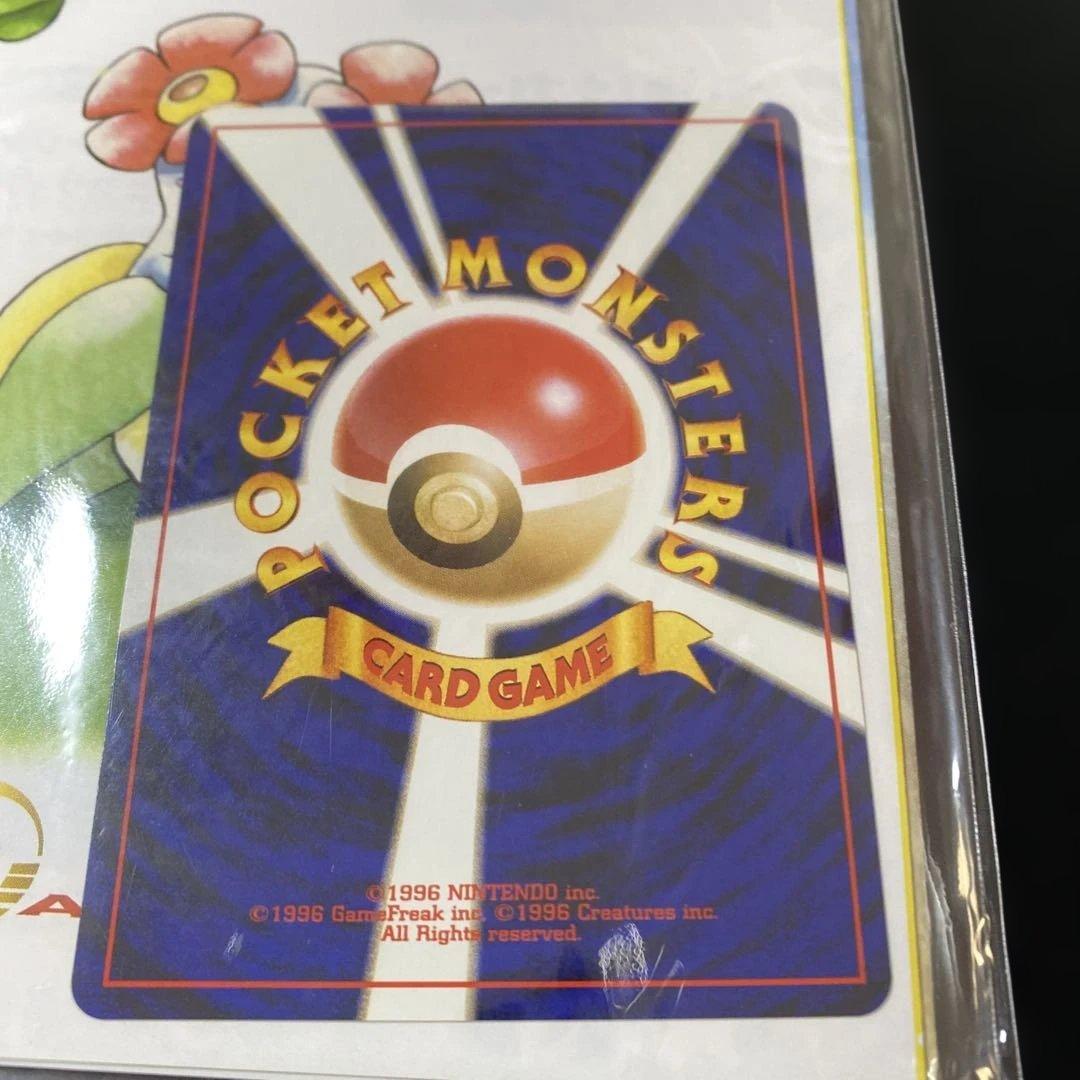 POCKET MONSTERS
CARD GAME
©1996 NINTENDO inc.
©1996 GameFreak inc. ©1996 Creatures inc.
All Rights reserved.